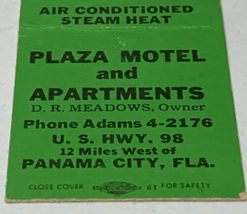 AIR CONDITIONED
STEAM HEAT
PLAZA MOTEL
and
APARTMENTS
D. R. MEADOWS, Owner
Phone Adams 4-2176
U. S. HWY. 98
12 Miles West of
PANAMA CITY, FLA.
CLOSE COVER 61 FOR SAFETY